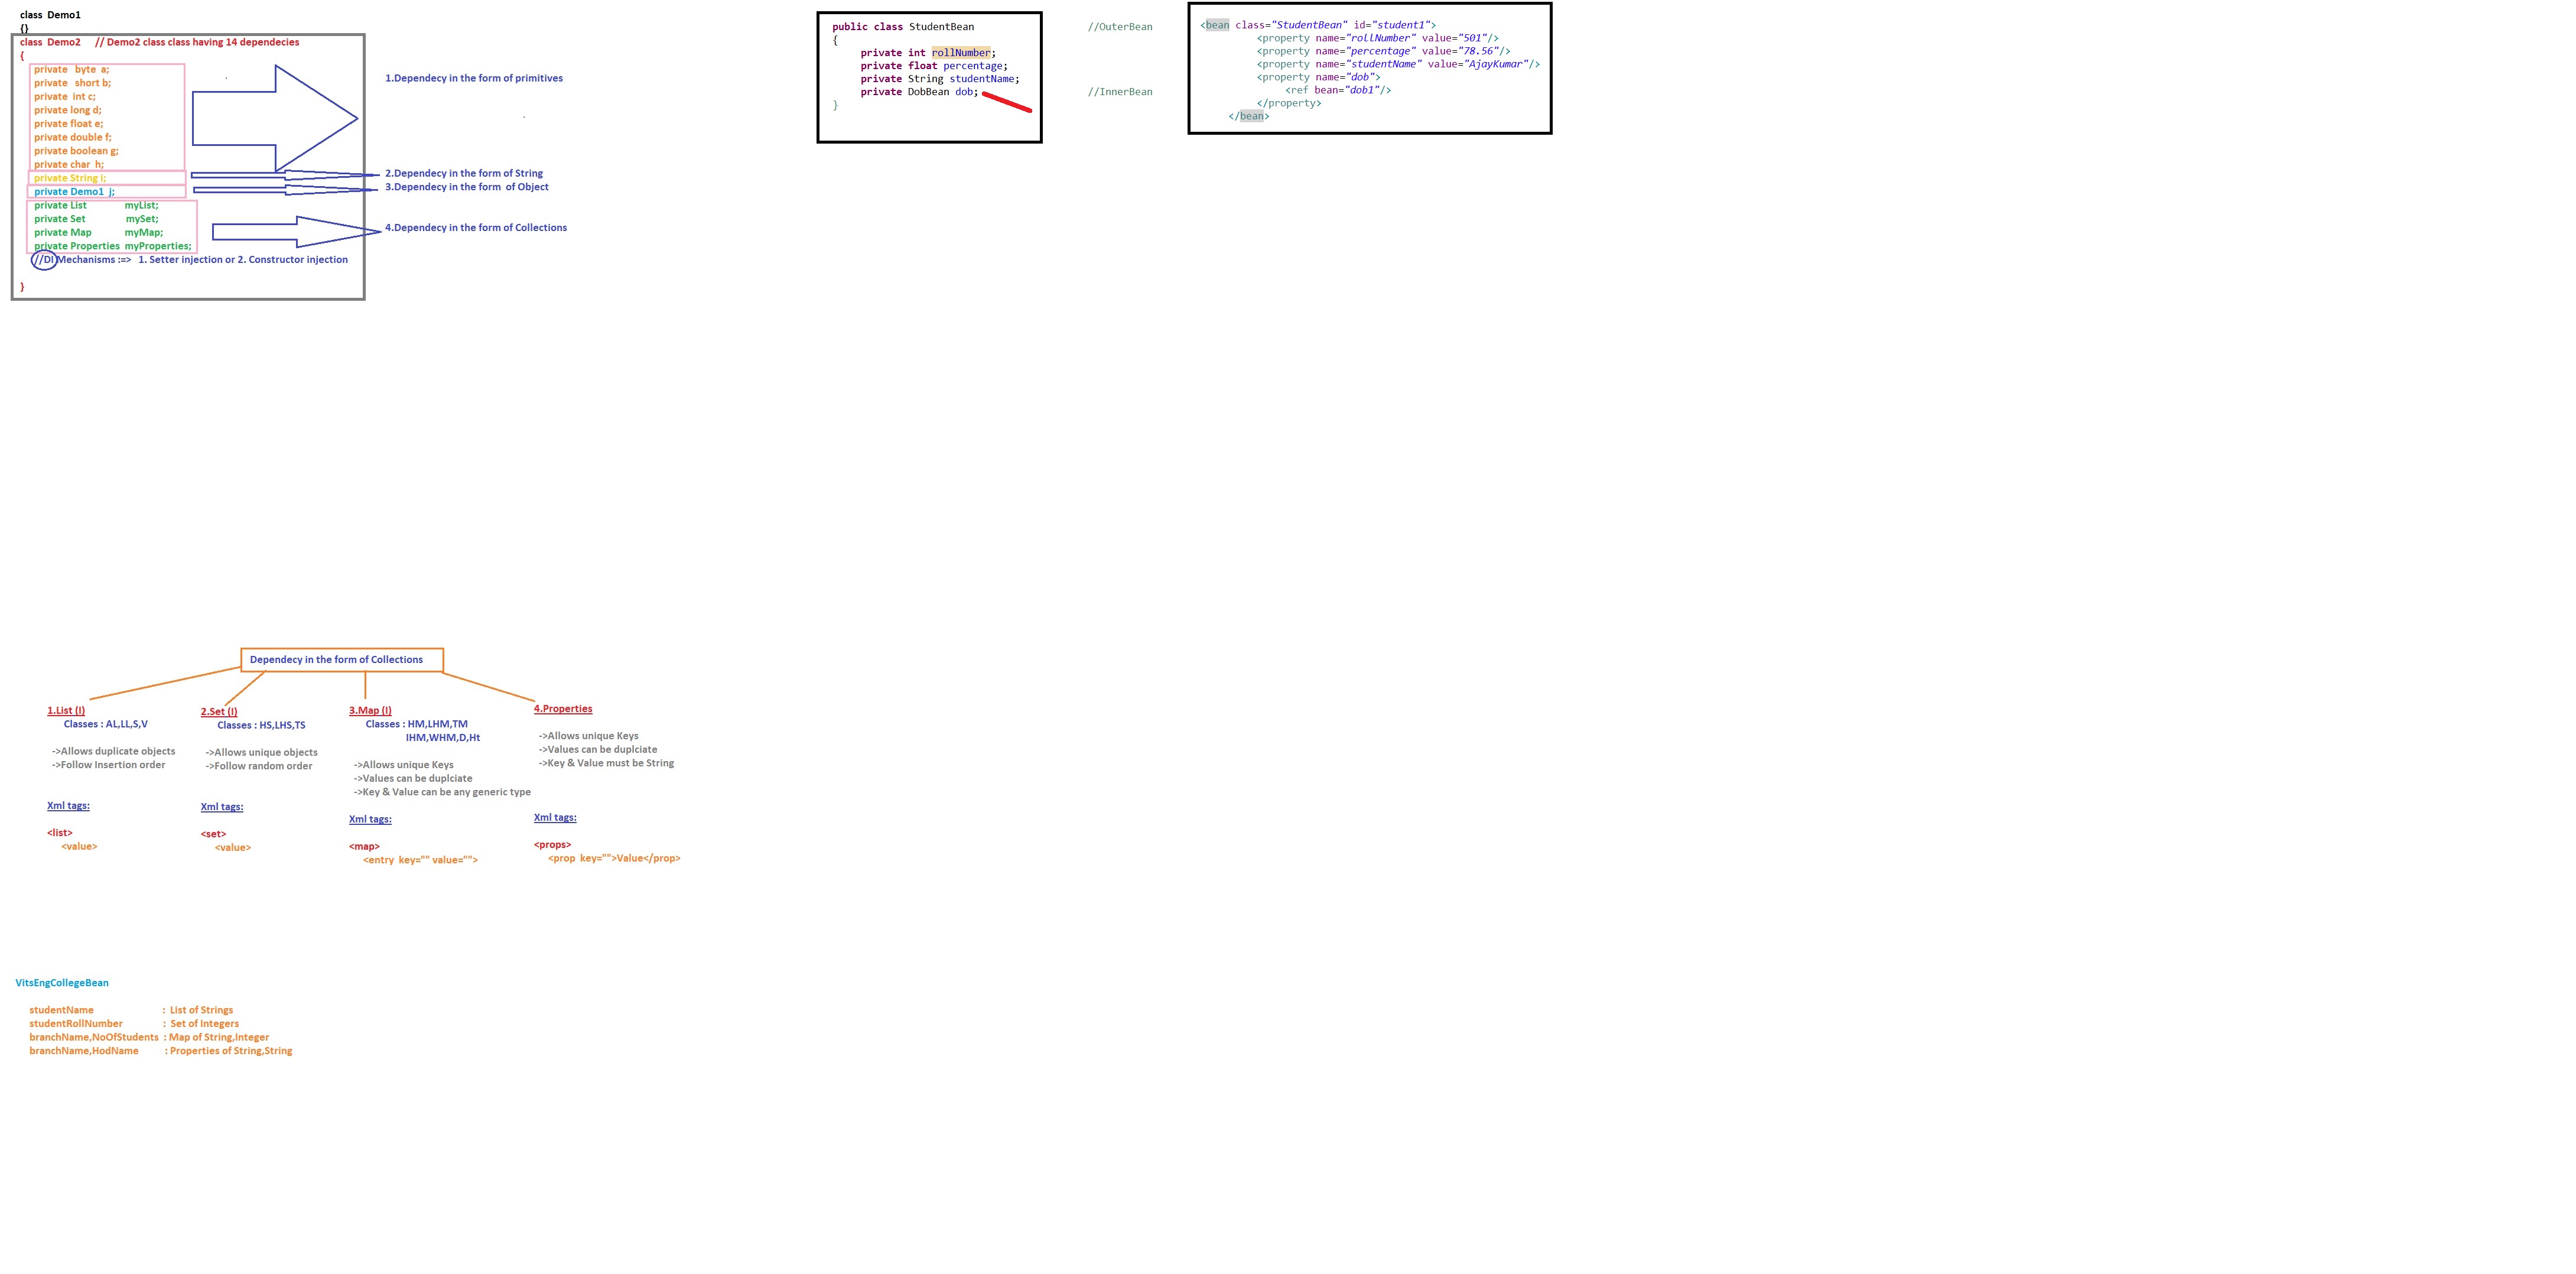 class Demo1
{}
class Demo2 // Demo2 class class having 14 dependecies
{
private byte a;
private short b;
private int c;
private long d;
private float e;
private double f;
private boolean g;
private char h;
private String i;
private Demo1 j;
private List myList;
private Set mySet;
private Map myMap;
private Properties myProperties;
//DI Mechanisms :=> 1. Setter injection or 2. Constructor injection
}
1.Dependecy in the form of primitives
2.Dependecy in the form of String
3.Dependecy in the form of Object
4.Dependecy in the form of Collections
public class StudentBean
{
private int rollNumber;
private float percentage;
private String studentName;
private DobBean dob;
}
//OuterBean
//InnerBean
<bean class="StudentBean" id="student1">
<property name="rollNumber" value="501"/>
<property name="percentage" value="78.56"/>
<property name="studentName" value="AjayKumar"/>
<property name="dob">
<ref bean="dob1"/>
</property>
</bean>
Dependecy in the form of Collections
1.List (I)
Classes : AL,LL,S,V
->Allows duplicate objects
->Follow Insertion order
Xml tags:
<list>
<value>
2.Set (I)
Classes : HS,LHS,TS
->Allows unique objects
->Follow random order
Xml tags:
<set>
<value>
3.Map (I)
Classes : HM,LHM,TM
IHM,WHM,D,Ht
->Allows unique Keys
->Values can be duplciate
->Key & Value can be any generic type
Xml tags:
<map>
<entry key="" value="">
4.Properties
->Allows unique Keys
->Values can be duplciate
->Key & Value must be String
Xml tags:
<props>
<prop key="">Value</prop>
VitsEngCollegeBean
studentName : List of Strings
studentRollNumber : Set of Integers
branchName,NoOfStudents : Map of String,Integer
branchName,HodName : Properties of String,String